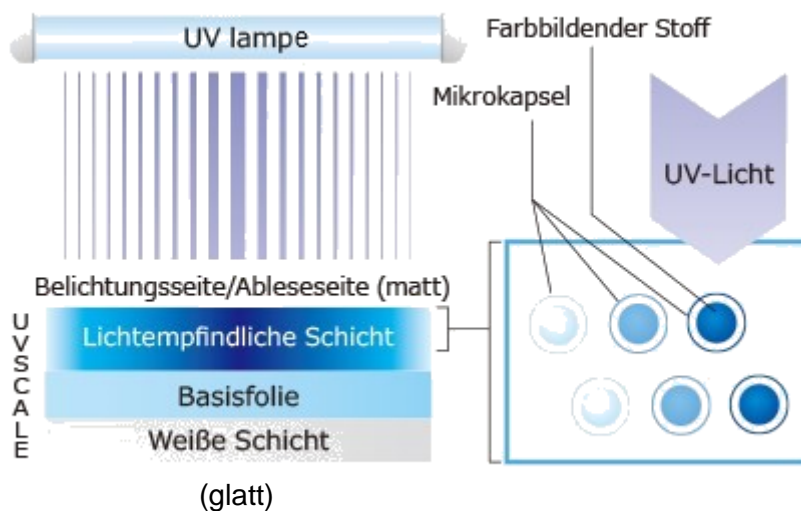 UV lampe
Farbbildender Stoff
Mikrokapsel
UV-Licht
Belichtungsseite/Ableseseite (matt)
UVSCALE
Lichtempfindliche Schicht
Basisfolie
Weiße Schicht
(glatt)